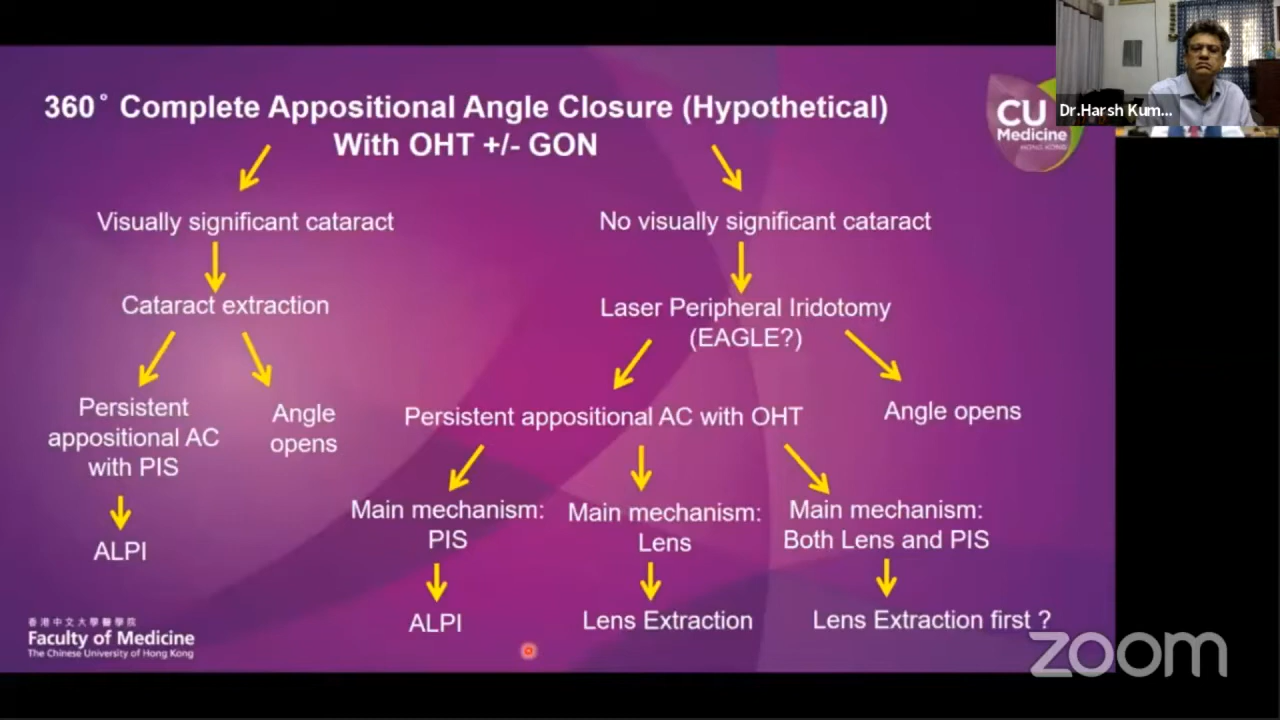 360° Complete Appositional Angle Closure (Hypothetical)
With OHT +/- GON
CU
Medicine
HONG KONG
Dr.Harsh Kum...
Visually significant cataract
No visually significant cataract
Cataract extraction
Laser Peripheral Iridotomy
(EAGLE?)
Persistent
appositional AC
with PIS
Angle
opens
Persistent appositional AC with OHT
Angle opens
ALPI
Main mechanism:
PIS
Main mechanism:
Lens
Main mechanism:
Both Lens and PIS
ALPI
Lens Extraction
Lens Extraction first ?
香港中文大學醫學院
Faculty of Medicine
The Chinese University of Hong Kong
zoom